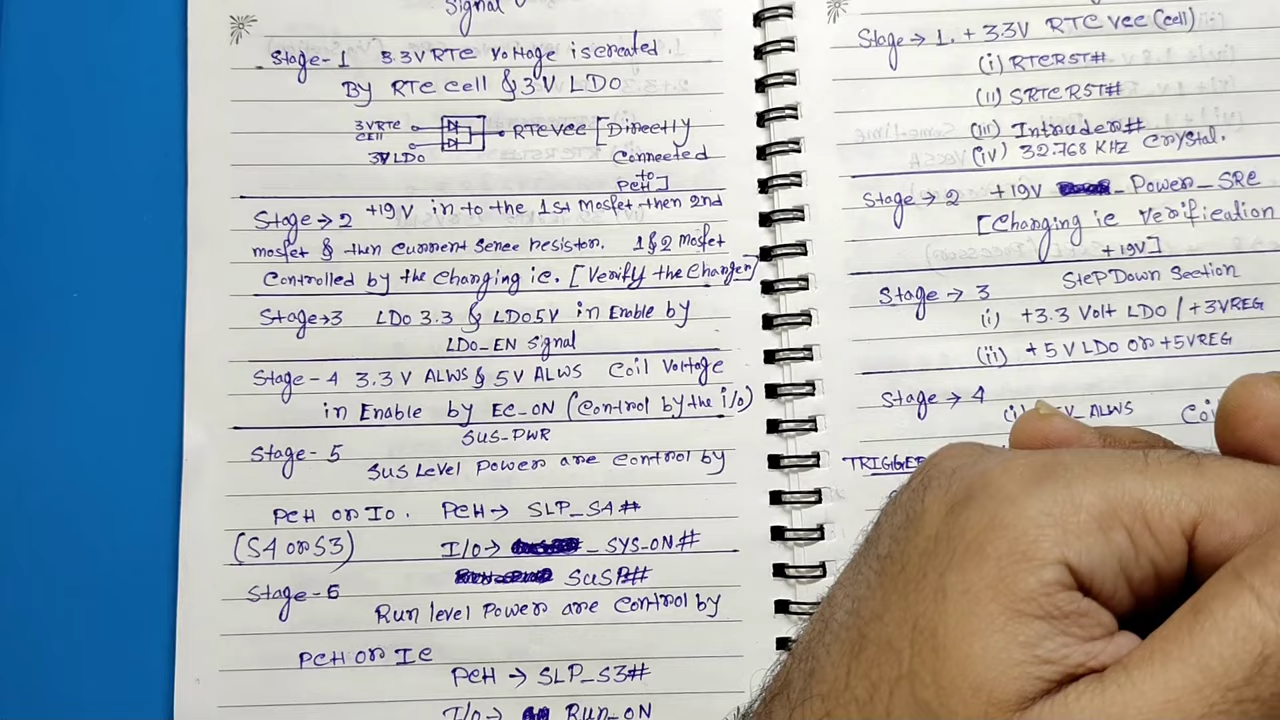 Signal
Stage-1 3.3V RTC Voltage is created.
By RTC cell & 3V LDO
3VRTC
Cell
3V LDO
RTCVCC [Directly
Connected
to
PCH]
Stage→2 +19V in to the 1st Mosfet then 2nd
mosfet & then current Sence resistor. 1 & 2 Mosfet
Controlled by the Charging ic. [Verify the Charger]
Stage→3 LDO 3.3 & LDO5V in Enable by
LDO_EN Signal
Stage-4 3.3V ALWS & 5V ALWS Coil Voltage
in Enable by EC_ON (Control by the i/o)
SUS-PWR
Stage-5 SUS Level Power are control by
PCH or Io. PCH→ SLP_S4#
(S4 or S3) I/O→ _SYS_ON#
SUSP#
Stage-6
Run level Power are Control by
PCH or IC
PCH → SLP_S3#
I/O→ Run_ON
Stage→ 1. + 3.3V RTC Vcc (cell)
(i) RTCRST#
(ii) SRTCRST#
(iii) Intruder#
(iv) 32.768 KHZ Crystal.
Stage→2 +19V _Power_SRC
[Charging ic Verification
+19V]
Stage→3 StepDown Section
(i) +3.3 Volt LDO / +3VREG
(ii) +5V LDO or +5VREG
Stage→4
_ALWS
TRIGGER